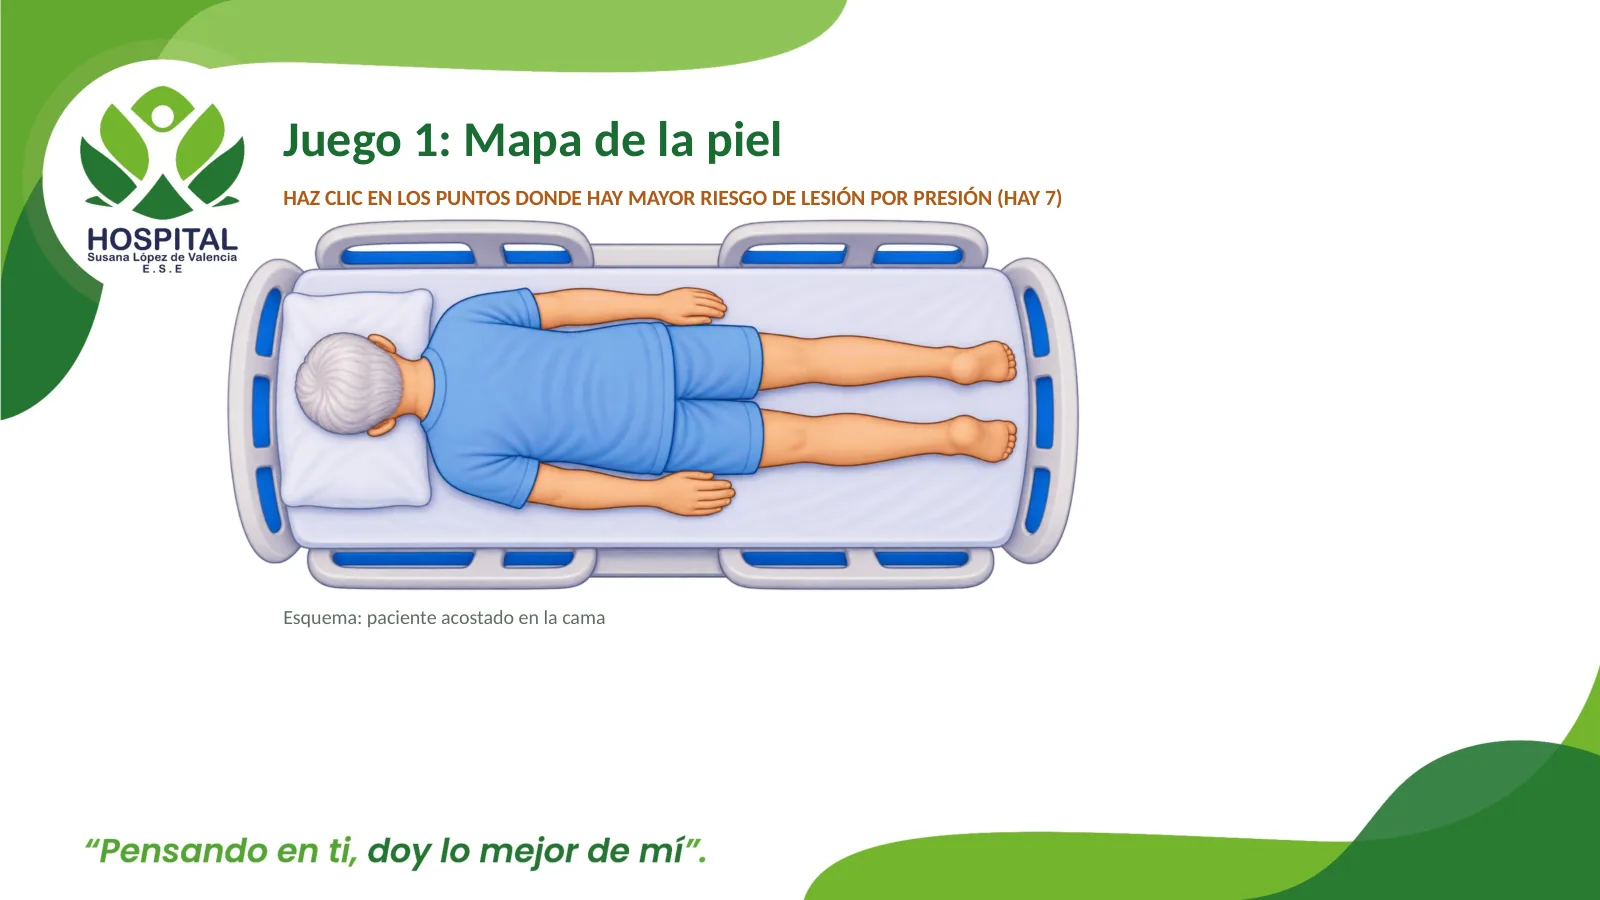 Juego 1: Mapa de la piel
HAZ CLIC EN LOS PUNTOS DONDE HAY MAYOR RIESGO DE LESIÓN POR PRESIÓN (HAY 7)
HOSPITAL
Susana López de Valencia
E.S.E
Esquema: paciente acostado en la cama
“Pensando en ti, doy lo mejor de mí”.